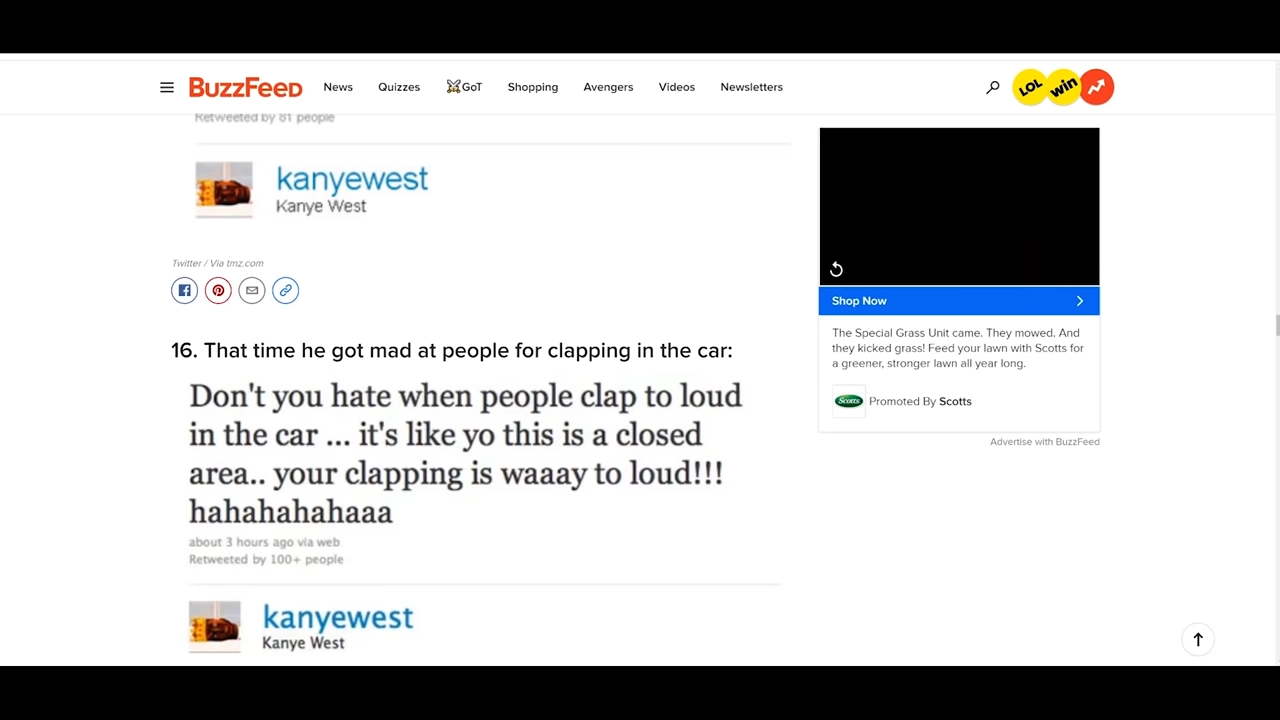 BuzzFeed
News
Quizzes
GoT
Shopping
Avengers
Videos
Newsletters
LOL
win
Retweeted by 81 people
kanyewest
Kanye West
Twitter / Via tmz.com
16. That time he got mad at people for clapping in the car:
Don't you hate when people clap to loud
in the car ... it's like yo this is a closed
area.. your clapping is waaay to loud!!!
hahahahahaaa
about 3 hours ago via web
Retweeted by 100+ people
kanyewest
Kanye West
Shop Now
The Special Grass Unit came. They mowed. And
they kicked grass! Feed your lawn with Scotts for
a greener, stronger lawn all year long.
Scotts
Promoted By Scotts
Advertise with BuzzFeed